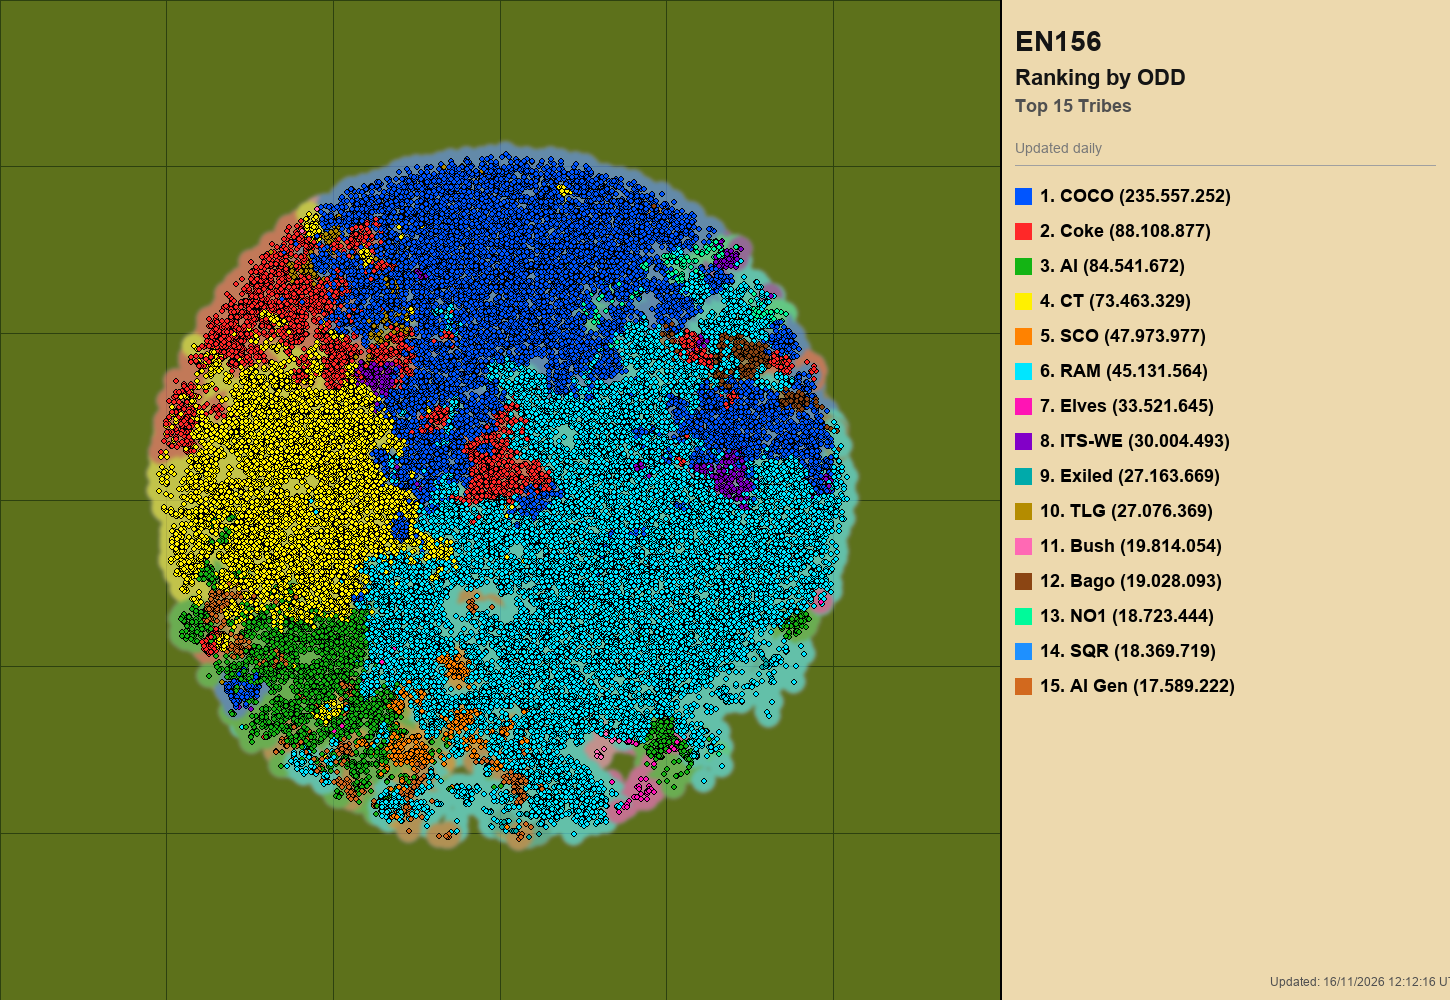 EN156
Ranking by ODD
Top 15 Tribes
Updated daily
1. COCO (235.557.252)
2. Coke (88.108.877)
3. AI (84.541.672)
4. CT (73.463.329)
5. SCO (47.973.977)
6. RAM (45.131.564)
7. Elves (33.521.645)
8. ITS-WE (30.004.493)
9. Exiled (27.163.669)
10. TLG (27.076.369)
11. Bush (19.814.054)
12. Bago (19.028.093)
13. NO1 (18.723.444)
14. SQR (18.369.719)
15. AI Gen (17.589.222)
Updated: 16/11/2026 12:12:16 U